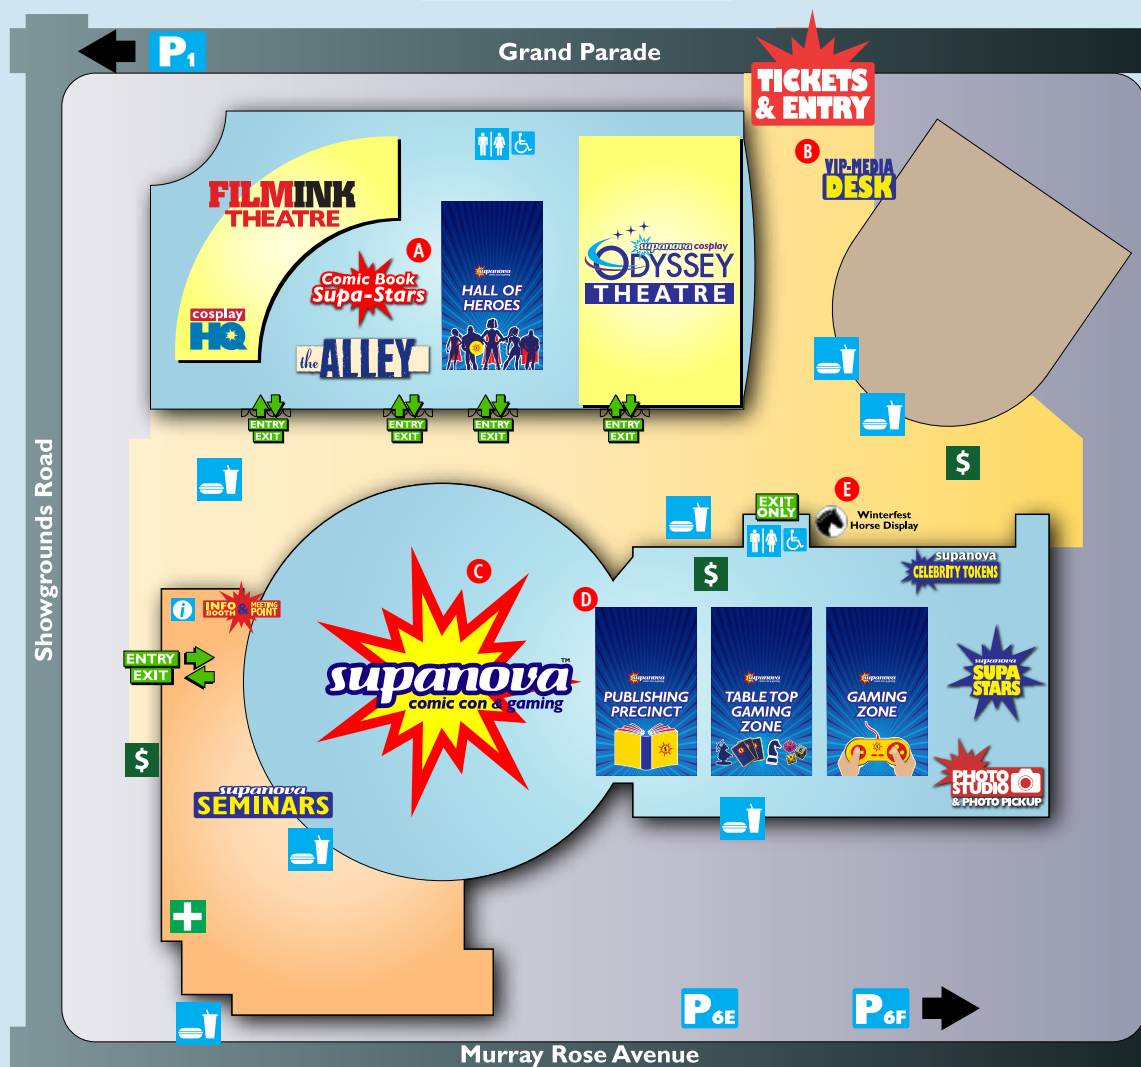 P1
Grand Parade
TICKETS
& ENTRY
B
VIP-MEDIA
DESK
FILMINK
THEATRE
A
Comic Book
Supa-Stars
supanova
HALL OF
HEROES
supanova cosplay
ODYSSEY
THEATRE
cosplay
HQ
the ALLEY
ENTRY
EXIT
ENTRY
EXIT
ENTRY
EXIT
ENTRY
EXIT
Showgrounds Road
$
EXIT
ONLY
E
Winterfest
Horse Display
C
D
$
supanova
CELEBRITY TOKENS
i
INFO
BOOTH
&
MEETING
POINT
ENTRY
EXIT
supanova™
comic con & gaming
supanova
PUBLISHING
PRECINCT
supanova
TABLE TOP
GAMING
ZONE
supanova
GAMING
ZONE
supanova
SUPA
STARS
$
supanova
SEMINARS
PHOTO
STUDIO
& PHOTO PICKUP
P6E
P6F
Murray Rose Avenue